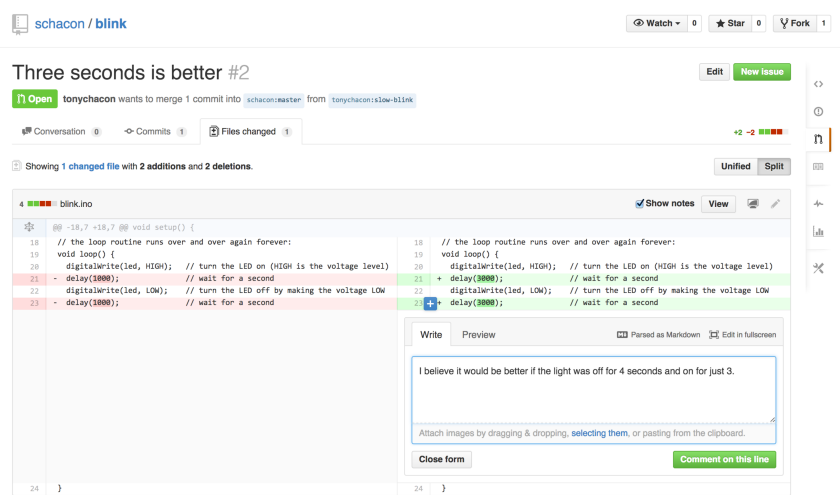 schacon / blink
Watch 0 Star 0 Fork 1
Three seconds is better #2
Edit New issue
Open tonychacon wants to merge 1 commit into schacon:master from tonychacon:slow-blink
Conversation 0 Commits 1 Files changed 1 +2 −2
Showing 1 changed file with 2 additions and 2 deletions.
Unified Split
4 blink.ino Show notes View
@@ -18,7 +18,7 @@ void setup() {
18 // the loop routine runs over and over again forever: 18 // the loop routine runs over and over again forever:
19 void loop() { 19 void loop() {
20 digitalWrite(led, HIGH); // turn the LED on (HIGH is the voltage level) 20 digitalWrite(led, HIGH); // turn the LED on (HIGH is the voltage level)
21 - delay(1000); // wait for a second 21 + delay(3000); // wait for a second
22 digitalWrite(led, LOW); // turn the LED off by making the voltage LOW 22 digitalWrite(led, LOW); // turn the LED off by making the voltage LOW
23 - delay(1000); // wait for a second 23 + delay(3000); // wait for a second
Write Preview Parsed as Markdown Edit in fullscreen
I believe it would be better if the light was off for 4 seconds and on for just 3.
Attach images by dragging & dropping, selecting them, or pasting from the clipboard.
Close form Comment on this line
24 } 24 }